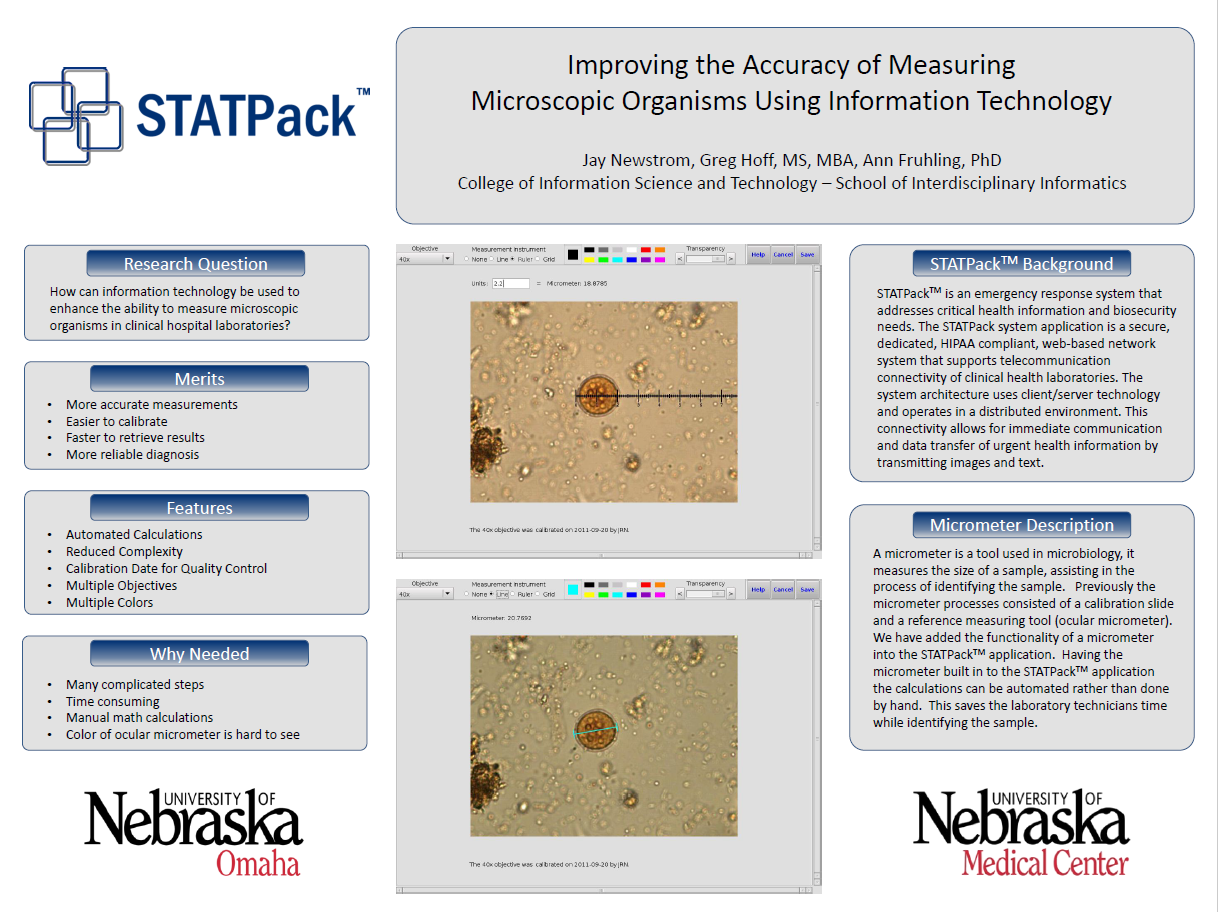 STATPack™
Improving the Accuracy of Measuring
Microscopic Organisms Using Information Technology
Jay Newstrom, Greg Hoff, MS, MBA, Ann Fruhling, PhD
College of Information Science and Technology – School of Interdisciplinary Informatics
Research Question
How can information technology be used to
enhance the ability to measure microscopic
organisms in clinical hospital laboratories?
Merits
• More accurate measurements
• Easier to calibrate
• Faster to retrieve results
• More reliable diagnosis
Features
• Automated Calculations
• Reduced Complexity
• Calibration Date for Quality Control
• Multiple Objectives
• Multiple Colors
Why Needed
• Many complicated steps
• Time consuming
• Manual math calculations
• Color of ocular micrometer is hard to see
UNIVERSITY OF
Nebraska
Omaha
Objective Measurement instrument Transparency
40x None Line Ruler Grid < > Help Cancel Save
Units: 2.2 = Micrometer: 18.8785
The 40x objective was calibrated on 2011-09-20 by JRN.
Objective Measurement instrument Transparency
40x None Line Ruler Grid < > Help Cancel Save
Micrometer: 20.7692
The 40x objective was calibrated on 2011-09-20 by JRN.
STATPack™ Background
STATPack™ is an emergency response system that
addresses critical health information and biosecurity
needs. The STATPack system application is a secure,
dedicated, HIPAA compliant, web-based network
system that supports telecommunication
connectivity of clinical health laboratories. The
system architecture uses client/server technology
and operates in a distributed environment. This
connectivity allows for immediate communication
and data transfer of urgent health information by
transmitting images and text.
Micrometer Description
A micrometer is a tool used in microbiology, it
measures the size of a sample, assisting in the
process of identifying the sample. Previously the
micrometer processes consisted of a calibration slide
and a reference measuring tool (ocular micrometer).
We have added the functionality of a micrometer
into the STATPack™ application. Having the
micrometer built in to the STATPack™ application
the calculations can be automated rather than done
by hand. This saves the laboratory technicians time
while identifying the sample.
UNIVERSITY OF
Nebraska
Medical Center